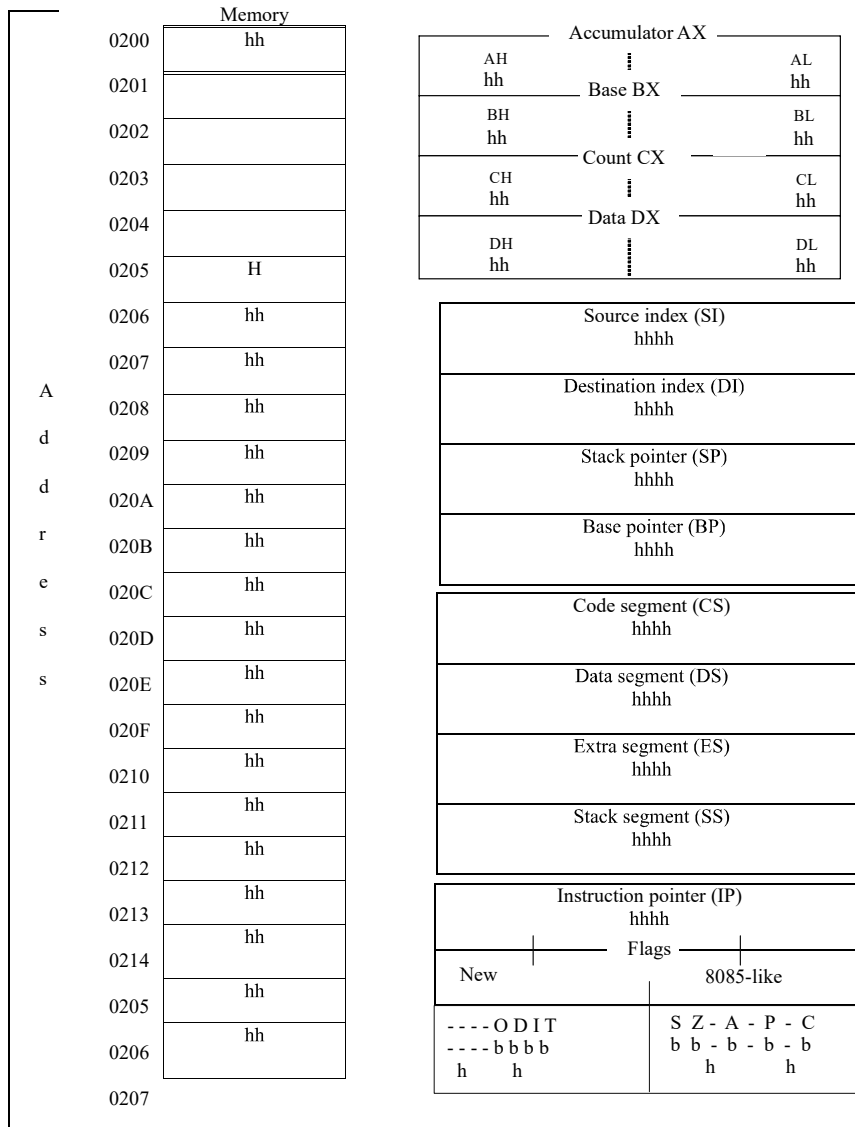 Memory
0200 hh
0201
0202
0203
0204
0205 H
0206 hh
0207 hh
0208 hh
0209 hh
020A hh
020B hh
020C hh
020D hh
020E hh
020F hh
0210 hh
0211 hh
0212 hh
0213 hh
0214 hh
0205 hh
0206 hh
0207
A
d
d
r
e
s
s
Accumulator AX
AH AL
hh hh
Base BX
BH BL
hh hh
Count CX
CH CL
hh hh
Data DX
DH DL
hh hh
Source index (SI)
hhhh
Destination index (DI)
hhhh
Stack pointer (SP)
hhhh
Base pointer (BP)
hhhh
Code segment (CS)
hhhh
Data segment (DS)
hhhh
Extra segment (ES)
hhhh
Stack segment (SS)
hhhh
Instruction pointer (IP)
hhhh
Flags
New 8085-like
- - - - O D I T
- - - - b b b b
h h
S Z - A - P - C
b b - b - b - b
h h